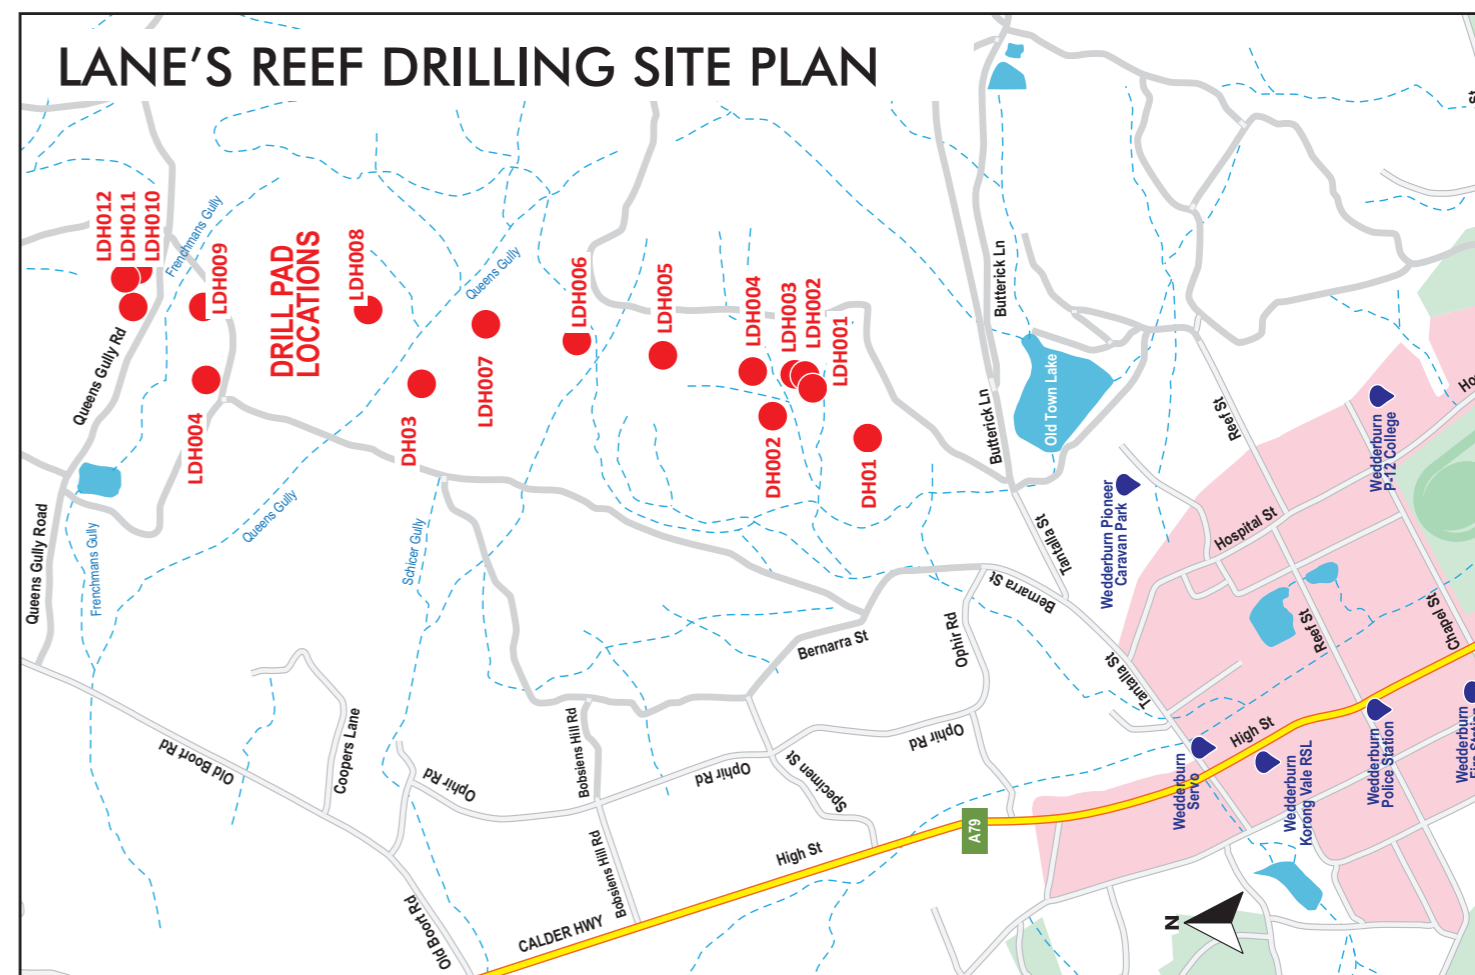 LANE'S REEF DRILLING SITE PLAN
St
LDH012
LDH011
LDH010
Frenchmans Gully
LDH009
DRILL PAD
LOCATIONS
LDH008
Queens Gully
LDH006
LDH005
LDH004
LDH003
LDH002
LDH001
Butterick Ln
Queens Gully Rd
LDH007
LDH004
DH03
DH002
DH01
Butterick Ln
Old Town Lake
Reef St
Wedderburn
P-12 College
Wedderburn Pioneer
Caravan Park
Hospital St
Queens Gully Road
Frenchmans Gully
Queens Gully
Schicer Gully
Tantalla St
Bernarra St
Bernarra St
Ophir Rd
Reef St
Chapel St
Tantalla St
Old Boort Rd
Coopers Lane
Ophir Rd
Bobsiens Hill Rd
Ophir Rd
Specimen St
Ophir Rd
High St
Wedderburn
Servo
Wedderburn
Korong Vale RSL
Wedderburn
Police Station
Wedderburn
A79
High St
Bobsiens Hill Rd
Old Boort Rd
CALDER HWY
N